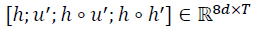 [h; u′; h ∘ u′; h ∘ h′] ∈ ℝ^{8d×T}